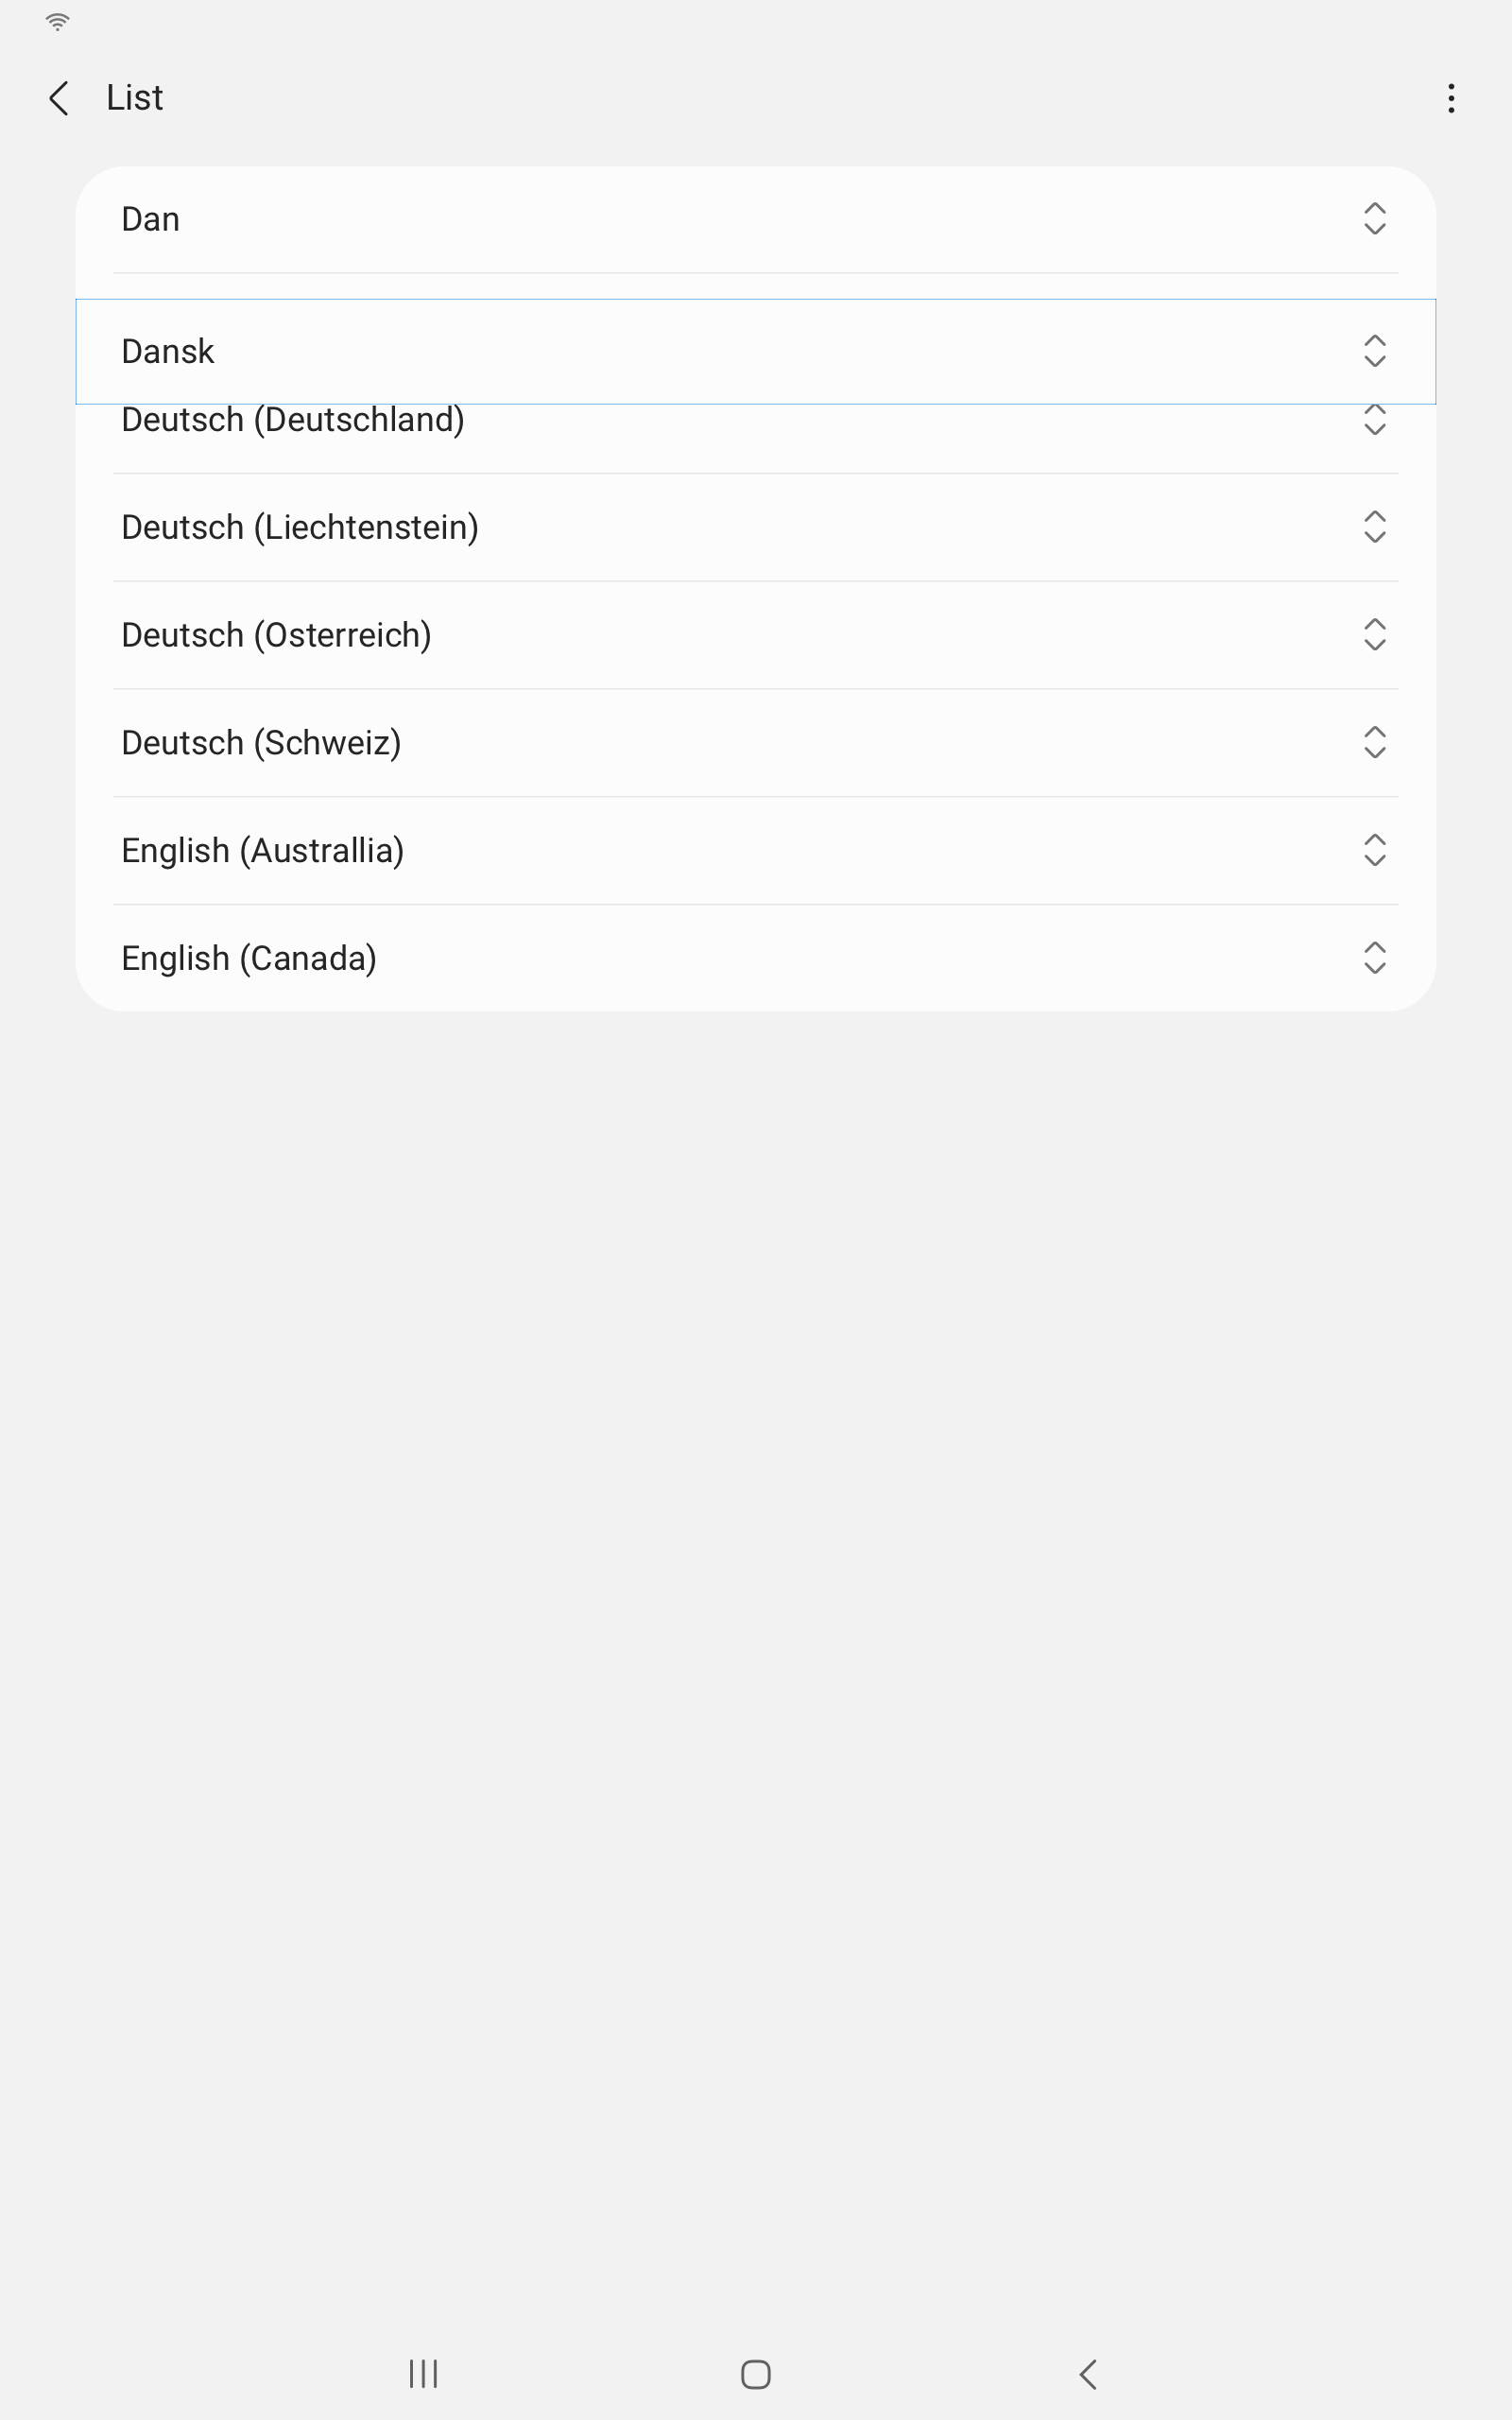 List
Dan
Dansk
Deutsch (Deutschland)
Deutsch (Liechtenstein)
Deutsch (Osterreich)
Deutsch (Schweiz)
English (Australlia)
English (Canada)